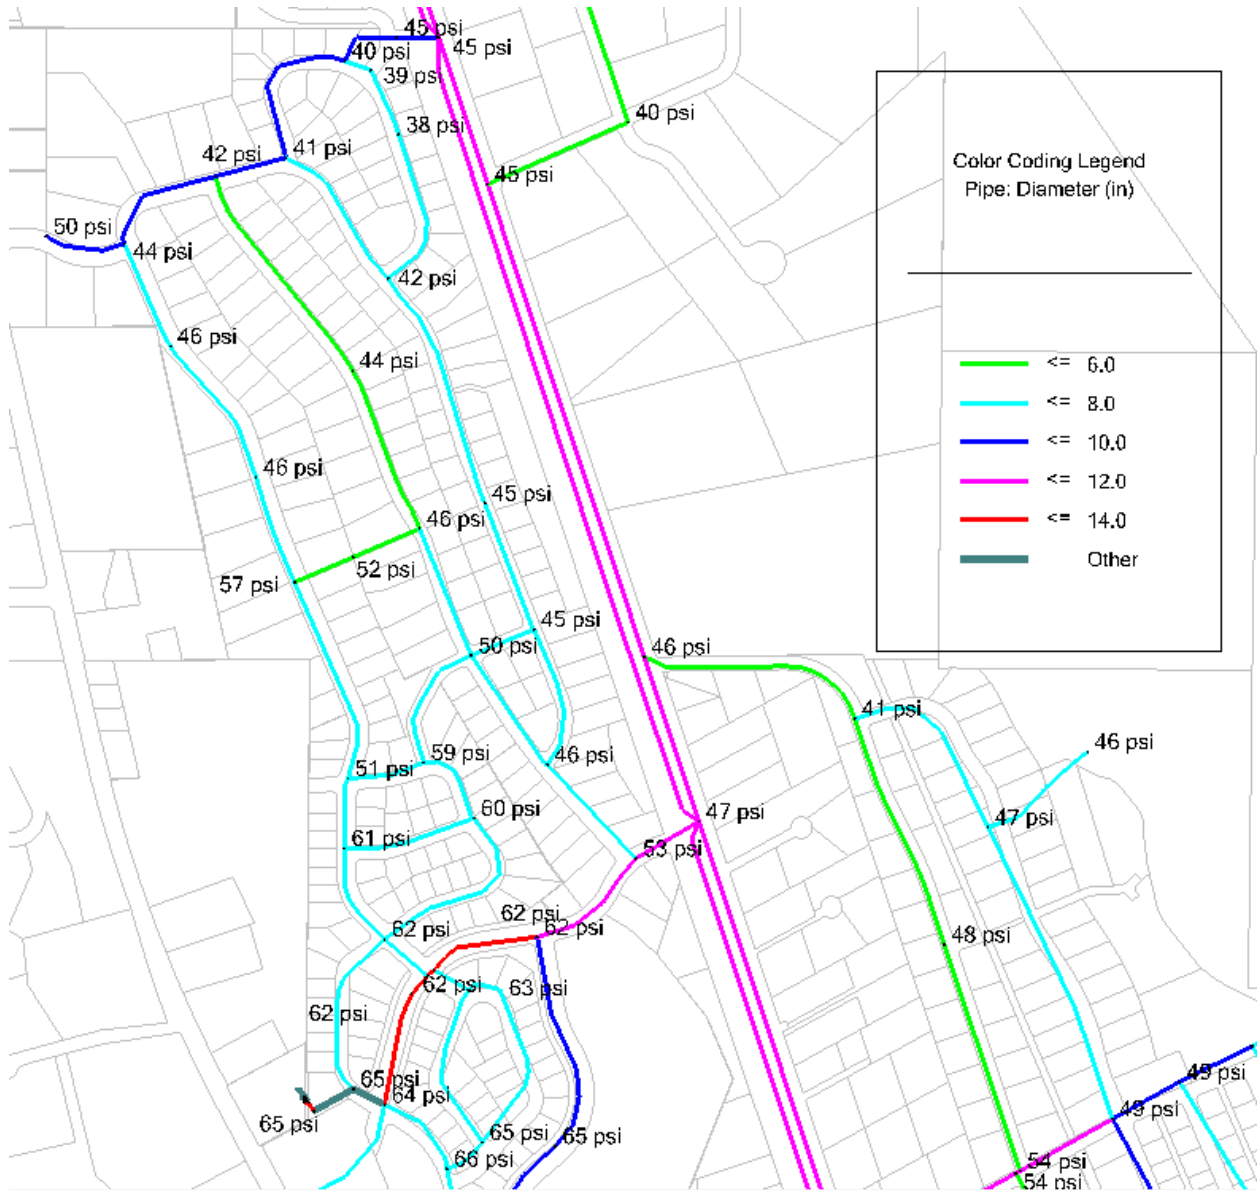 45 psi
40 psi
45 psi
39 psi
38 psi
40 psi
42 psi
41 psi
45 psi
50 psi
44 psi
42 psi
46 psi
44 psi
46 psi
45 psi
46 psi
52 psi
57 psi
45 psi
50 psi
46 psi
41 psi
59 psi
46 psi
46 psi
51 psi
60 psi
47 psi
47 psi
61 psi
53 psi
62 psi
62 psi
62 psi
48 psi
62 psi
63 psi
62 psi
65 psi
64 psi
49 psi
65 psi
49 psi
65 psi
65 psi
66 psi
54 psi
54 psi
Color Coding Legend
Pipe: Diameter (in)
<= 6.0
<= 8.0
<= 10.0
<= 12.0
<= 14.0
Other